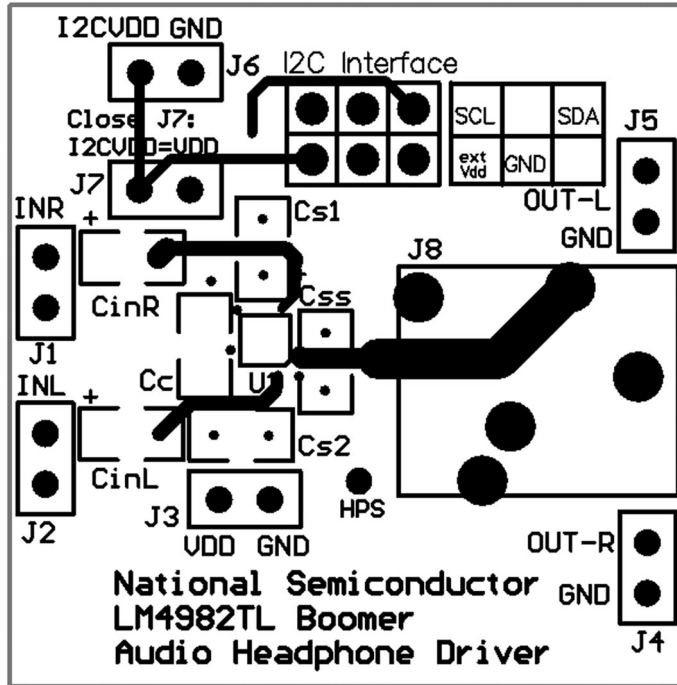 I2CVDD GND
J6
I2C Interface
Close J7:
I2CVDD=VDD
J7
SCL SDA
ext
Vdd
GND
J5
OUT-L
GND
INR
+
CinR
J1
Cs1
+
Css
J8
Cc
U1
INL
+
CinL
J2
Cs2
J3
VDD GND
HPS
OUT-R
GND
J4
National Semiconductor
LM4982TL Boomer
Audio Headphone Driver